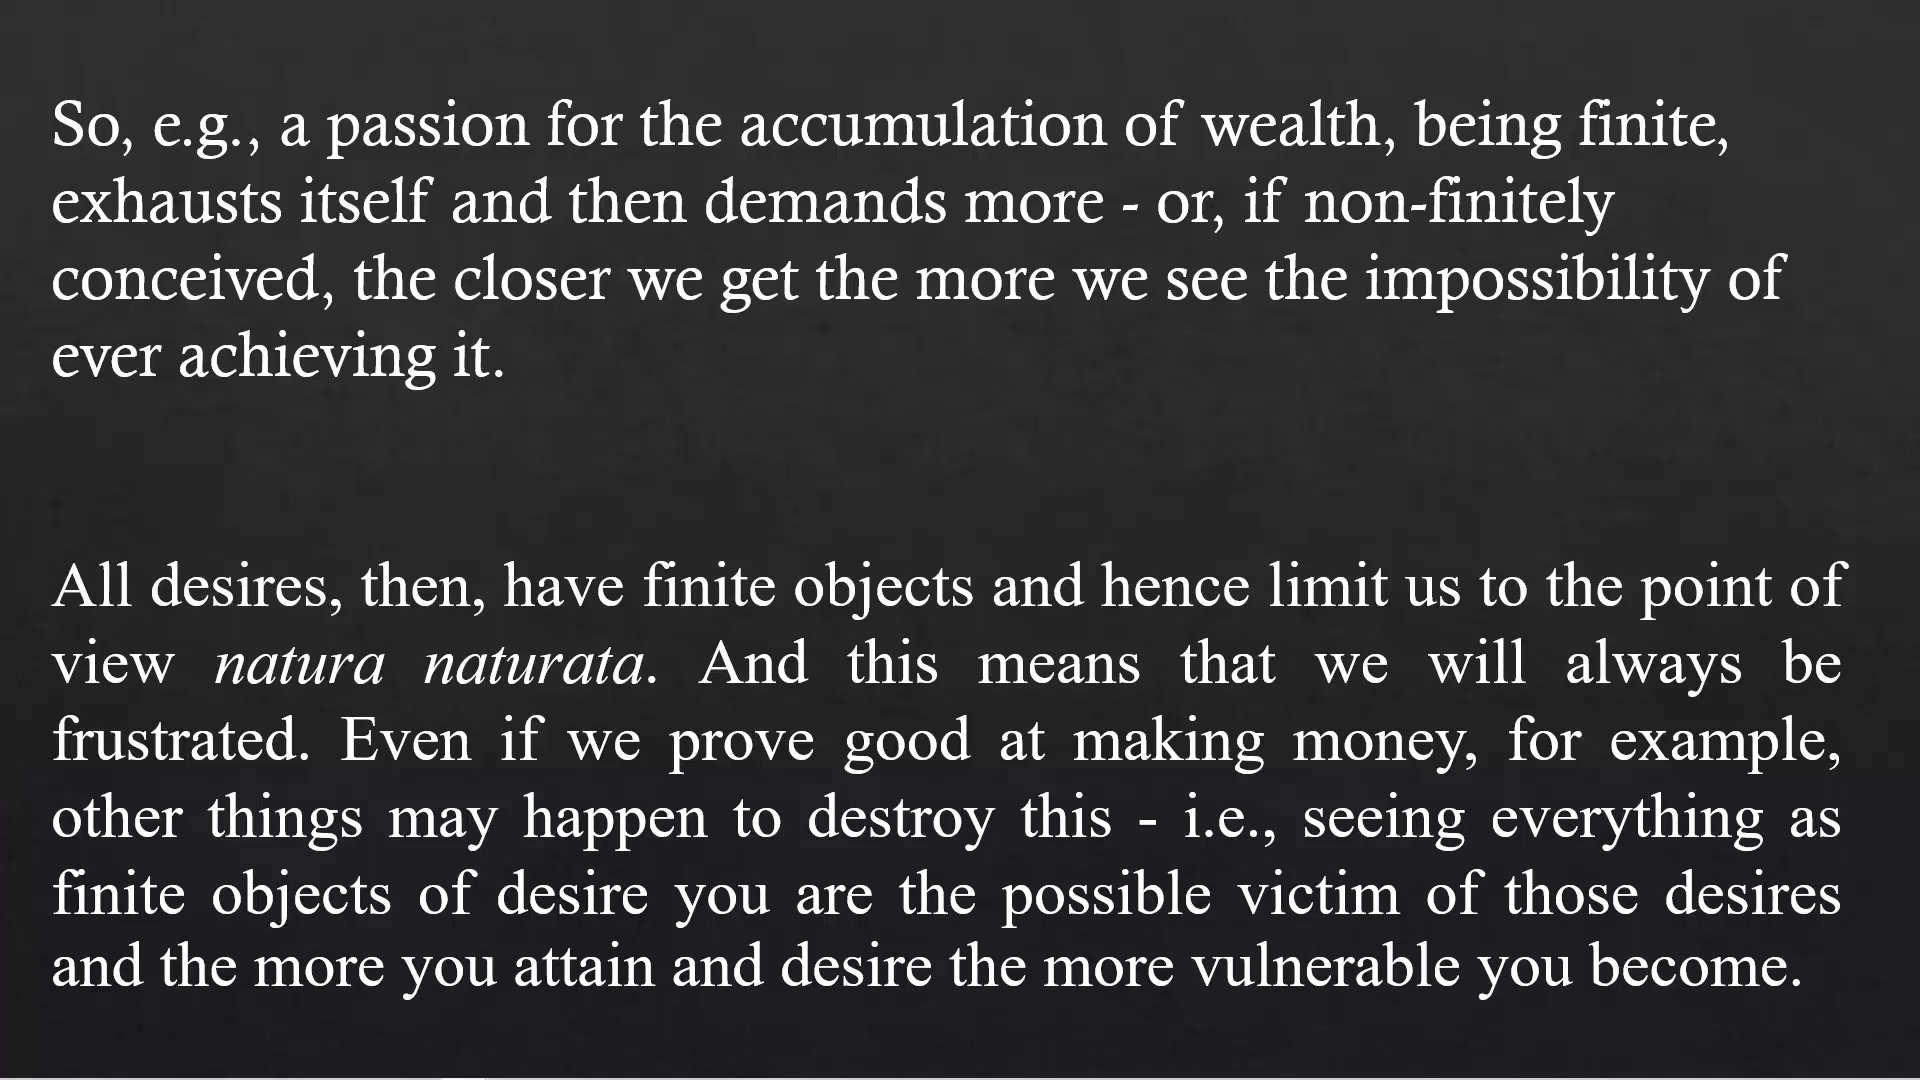 So, e.g., a passion for the accumulation of wealth, being finite,
exhausts itself and then demands more - or, if non-finitely
conceived, the closer we get the more we see the impossibility of
ever achieving it.
All desires, then, have finite objects and hence limit us to the point of
view natura naturata. And this means that we will always be
frustrated. Even if we prove good at making money, for example,
other things may happen to destroy this - i.e., seeing everything as
finite objects of desire you are the possible victim of those desires
and the more you attain and desire the more vulnerable you become.